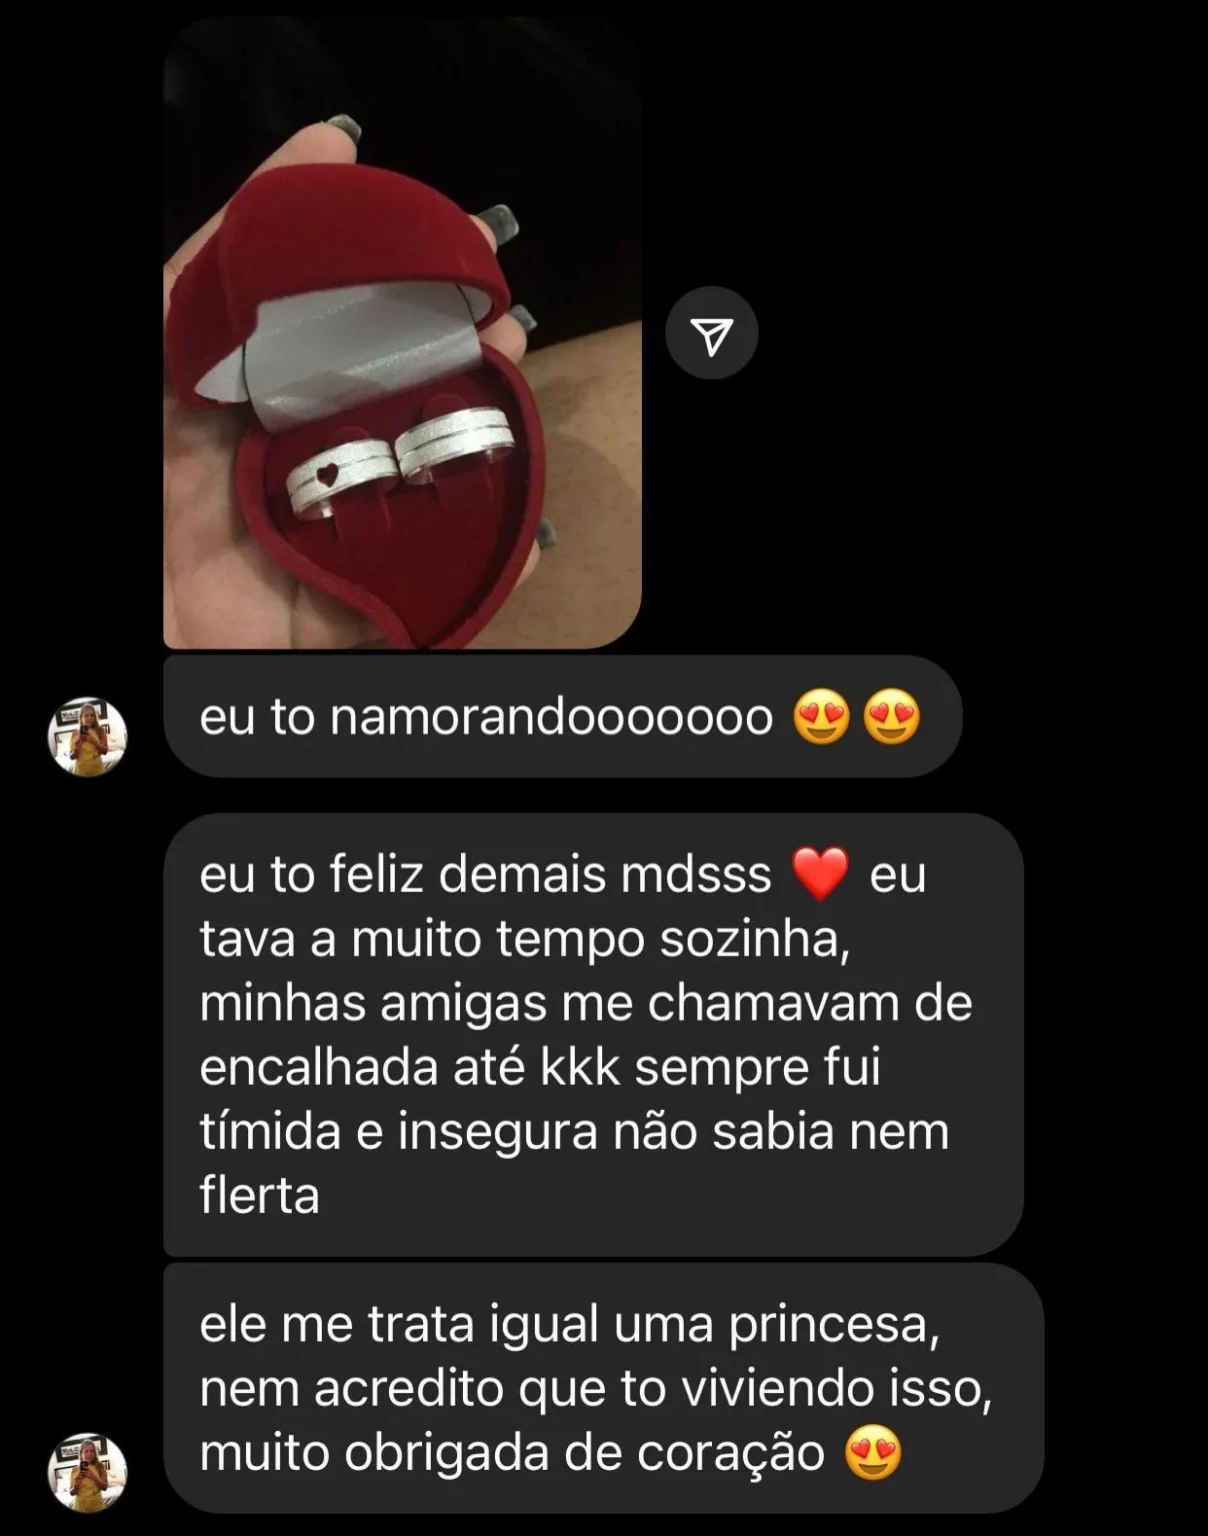 eu to namorandooooooo 😍😍
eu to feliz demais mdsss ❤️ eu
tava a muito tempo sozinha,
minhas amigas me chamavam de
encalhada até kkk sempre fui
tímida e insegura não sabia nem
flerta
ele me trata igual uma princesa,
nem acredito que to vivendo isso,
muito obrigada de coração 😍